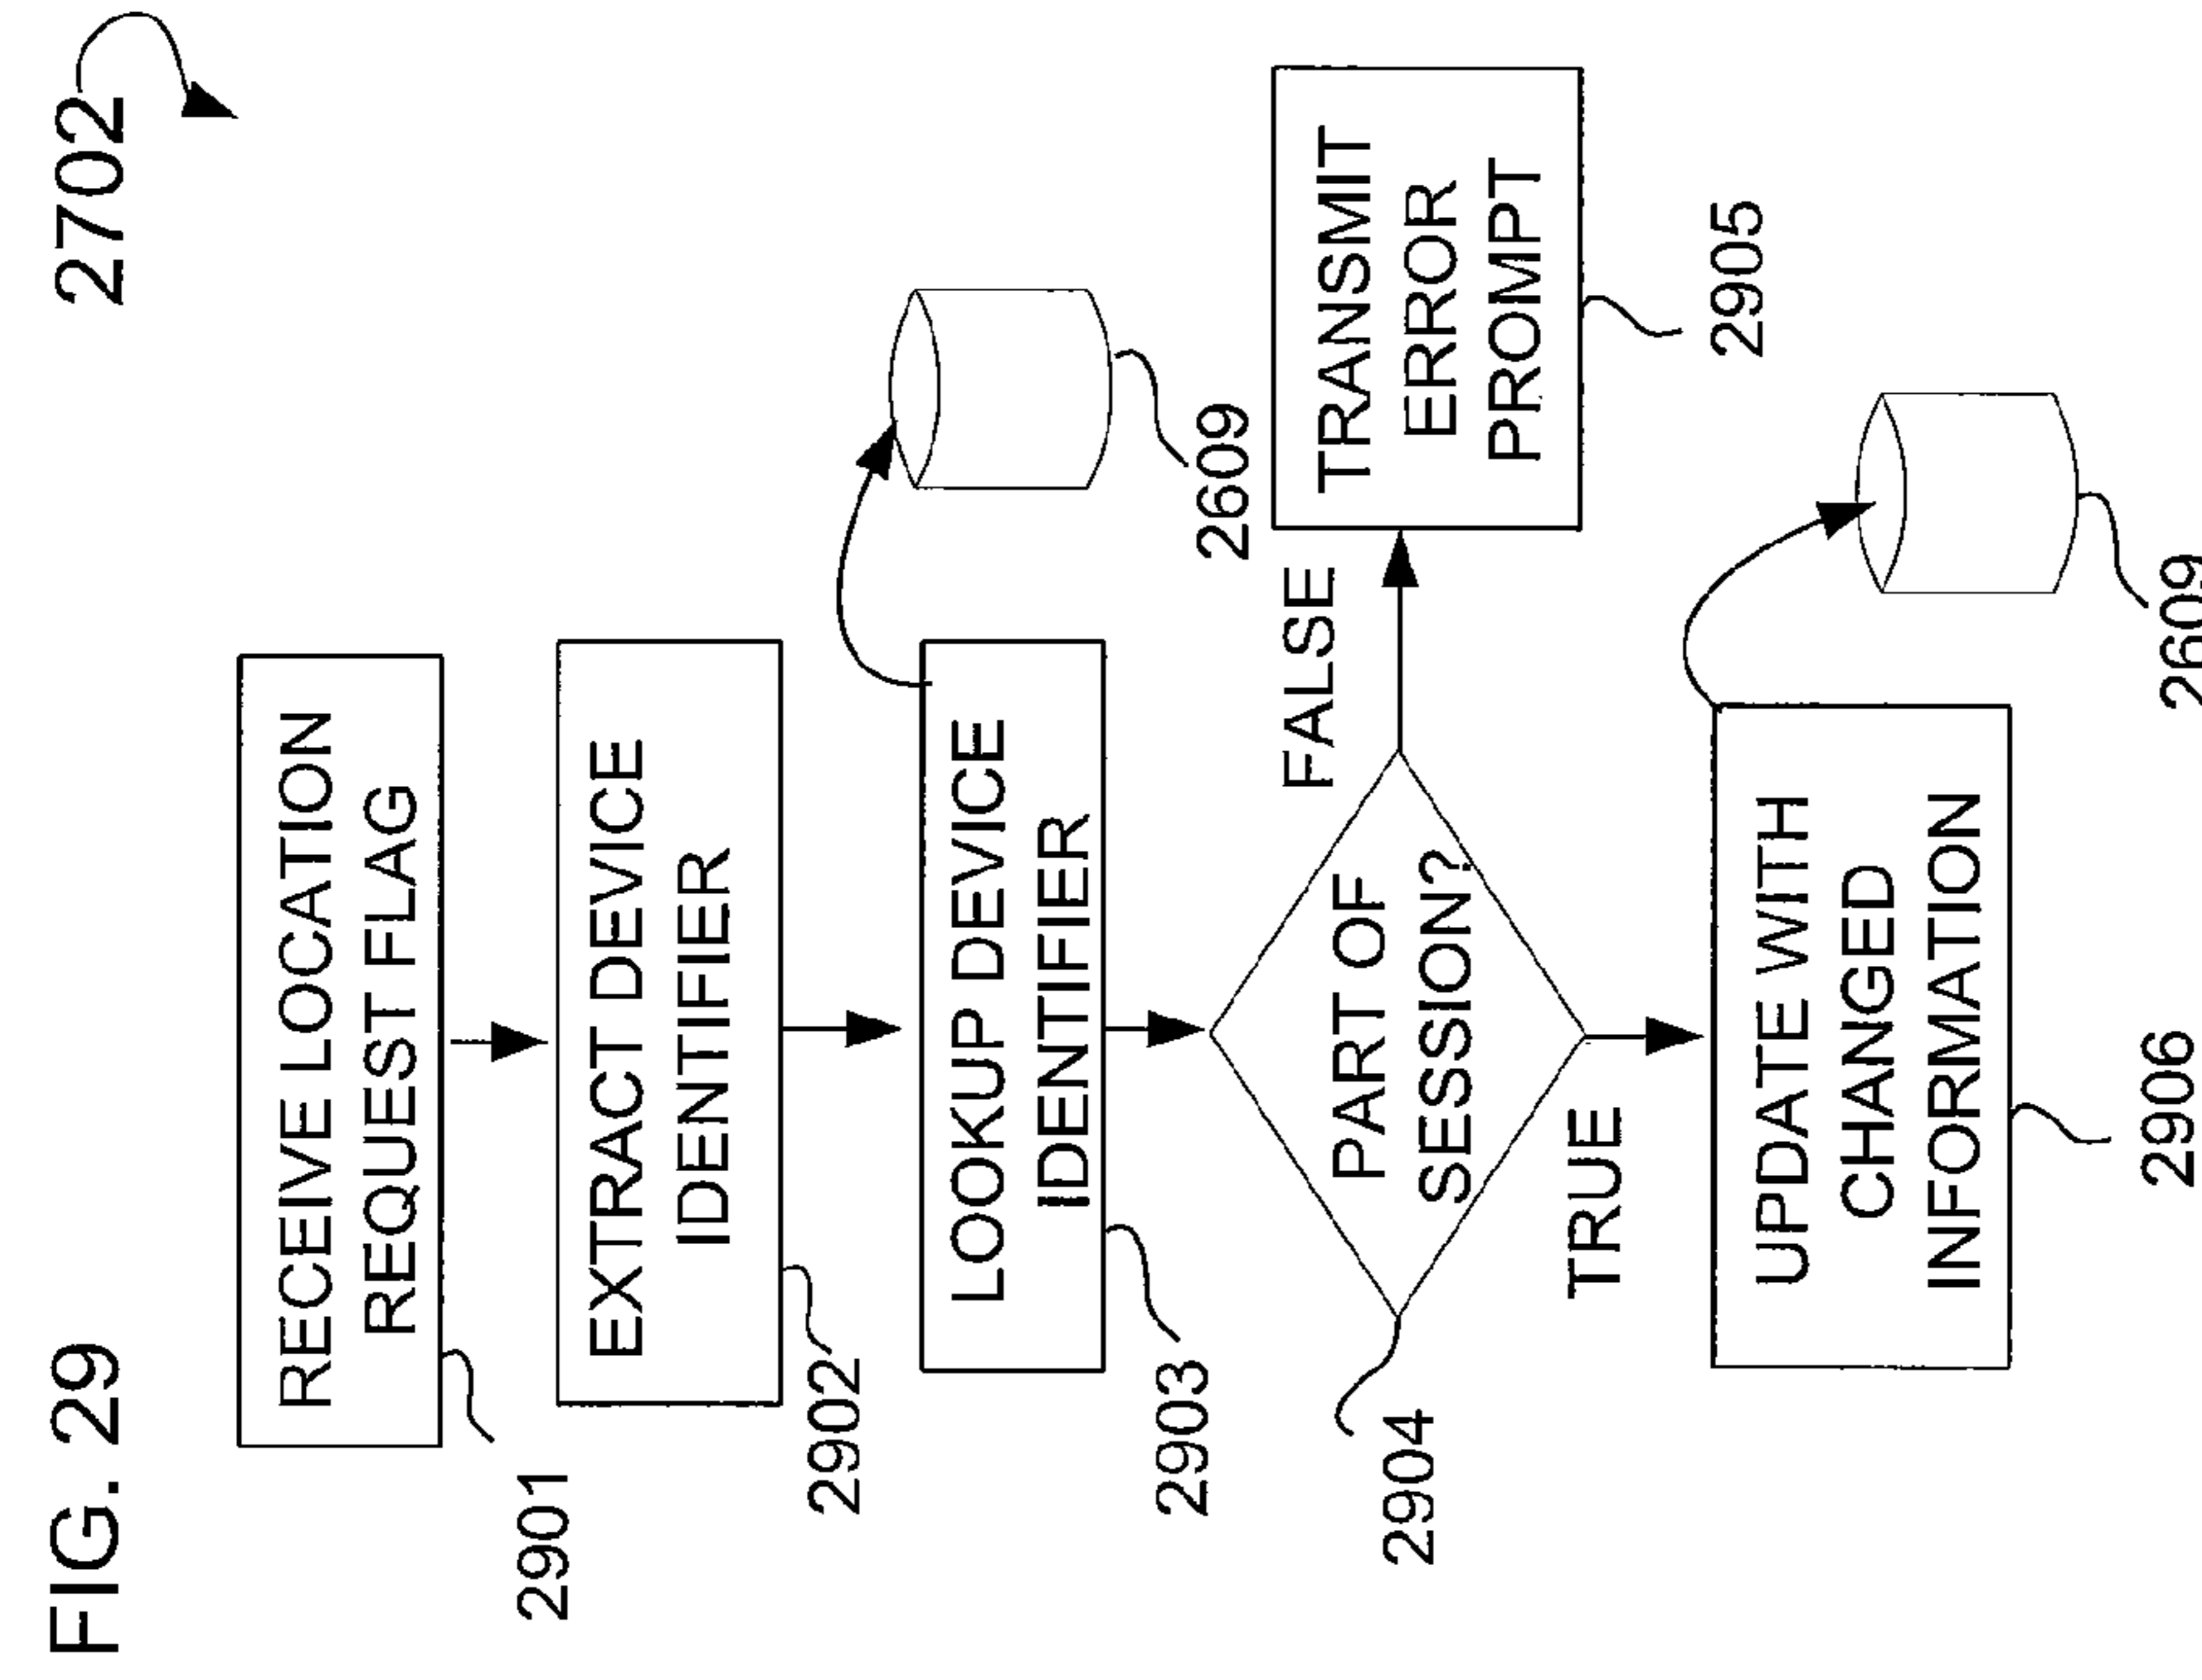 FIG. 29
2702
RECEIVE LOCATION
REQUEST FLAG
2901
EXTRACT DEVICE
IDENTIFIER
2902
LOOKUP DEVICE
IDENTIFIER
2903
2609
PART OF
SESSION?
2904
FALSE
TRANSMIT
ERROR
PROMPT
2905
TRUE
UPDATE WITH
CHANGED
INFORMATION
2906
2609